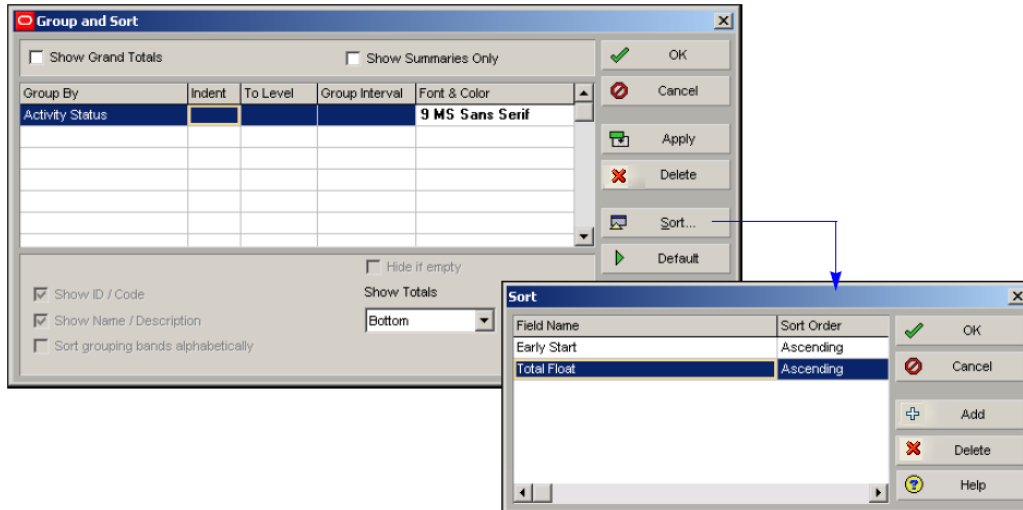 Group and Sort
Show Grand Totals
Show Summaries Only
OK
Group By Indent To Level Group Interval Font & Color
Cancel
Activity Status 9 MS Sans Serif
Apply
Delete
Sort...
Default
Hide if empty
Show ID / Code
Show Totals
Show Name / Description
Bottom
Sort grouping bands alphabetically
Sort
Field Name Sort Order
OK
Early Start Ascending
Total Float Ascending
Cancel
Add
Delete
Help